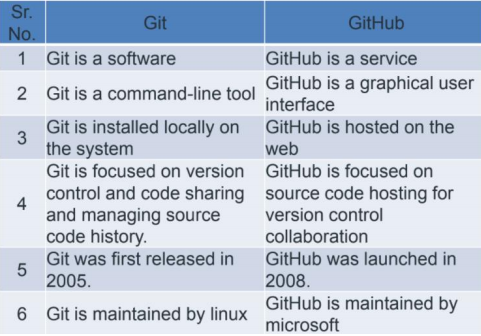 Sr. No. Git GitHub
1 Git is a software GitHub is a service
2 Git is a command-line tool GitHub is a graphical user
interface
3 Git is installed locally on GitHub is hosted on the
the system web
4 Git is focused on version GitHub is focused on
control and code sharing source code hosting for
and managing source version control
code history. collaboration
5 Git was first released in GitHub was launched in
2005. 2008.
6 Git is maintained by linux GitHub is maintained by
microsoft